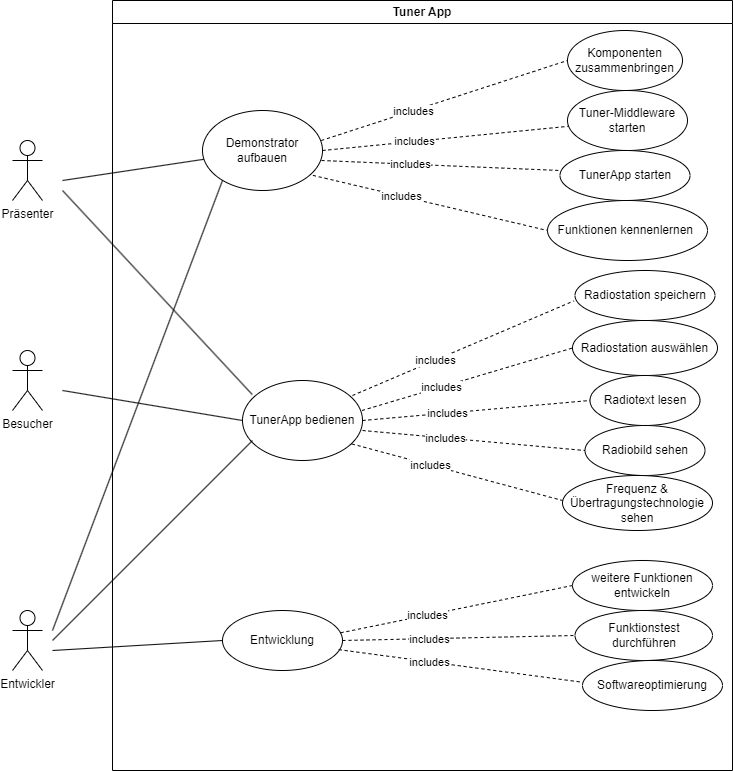 Tuner App
Komponenten
zusammenbringen
includes
Tuner-Middleware
starten
Demonstrator
aufbauen
includes
includes
TunerApp starten
includes
Präsenter
Funktionen kennenlernen
Radiostation speichern
includes
Radiostation auswählen
includes
Radiotext lesen
Besucher
TunerApp bedienen
includes
includes
Radiobild sehen
includes
Frequenz &
Übertragungstechnologie
sehen
weitere Funktionen
entwickeln
includes
Funktionstest
durchführen
Entwicklung
includes
includes
Entwickler
Softwareoptimierung